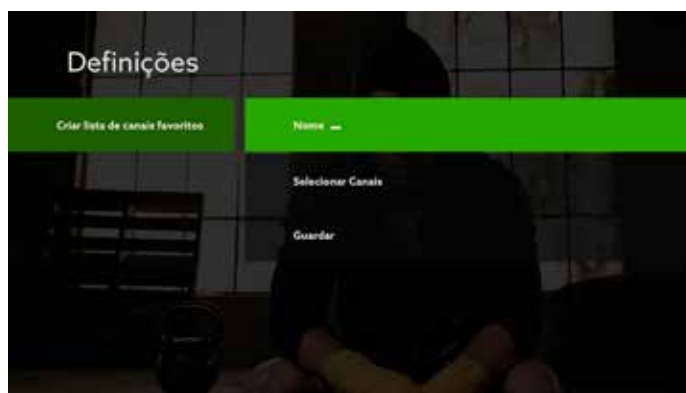 Definições
Criar lista de canais favoritos
Nome
Selecionar Canais
Guardar